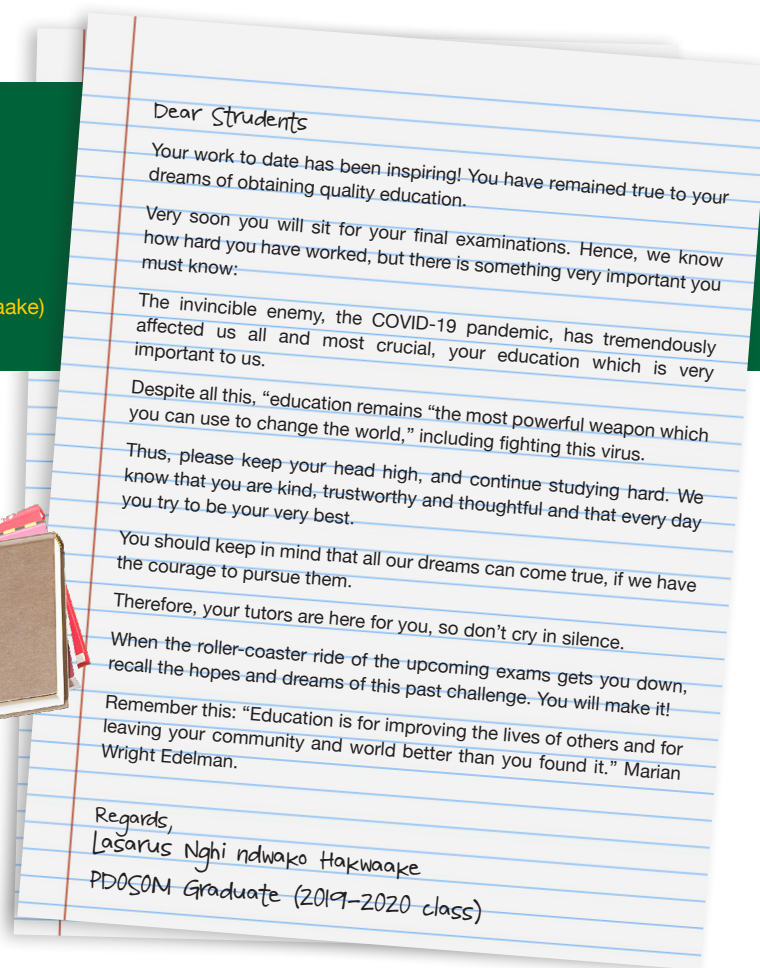 aake)
Dear Strudents
Your work to date has been inspiring! You have remained true to your
dreams of obtaining quality education.
Very soon you will sit for your final examinations. Hence, we know
how hard you have worked, but there is something very important you
must know:
The invincible enemy, the COVID-19 pandemic, has tremendously
affected us all and most crucial, your education which is very
important to us.
Despite all this, “education remains “the most powerful weapon which
you can use to change the world,” including fighting this virus.
Thus, please keep your head high, and continue studying hard. We
know that you are kind, trustworthy and thoughtful and that every day
you try to be your very best.
You should keep in mind that all our dreams can come true, if we have
the courage to pursue them.
Therefore, your tutors are here for you, so don’t cry in silence.
When the roller-coaster ride of the upcoming exams gets you down,
recall the hopes and dreams of this past challenge. You will make it!
Remember this: “Education is for improving the lives of others and for
leaving your community and world better than you found it.” Marian
Wright Edelman.
Regards,
Lasarus Nghi ndwako Hakwaake
PDOSOM Graduate (2019-2020 class)